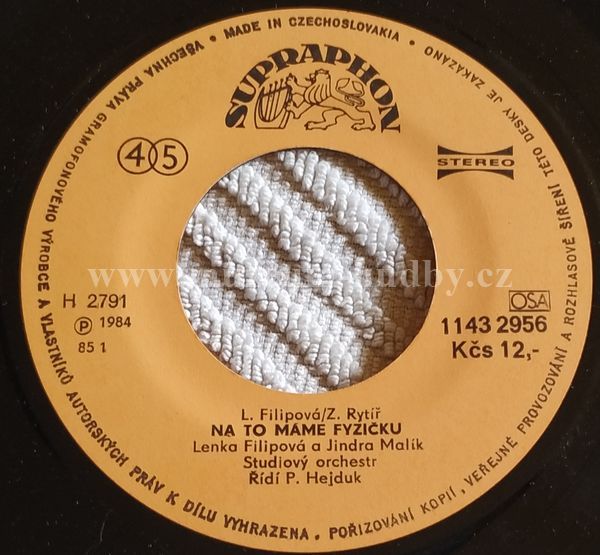 VŠECHNA PRÁVA GRAMOFONOVÉHO VÝROBCE A VLASTNÍKŮ AUTORSKÝCH PRÁV K DÍLU VYHRAZENA. POŘIZOVÁNÍ KOPIÍ, VEŘEJNÉ PROVOZOVÁNÍ A ROZHLASOVÉ ŠÍŘENÍ TÉTO DESKY JE ZAKÁZÁNO • MADE IN CZECHOSLOVAKIA •
SUPRAPHON
45
STEREO
H 2791
℗ 1984
85 1
OSA
1143 2956
Kčs 12,-
L. Filipová/Z. Rytíř
NA TO MÁME FYZIČKU
Lenka Filipová a Jindra Malík
Studiový orchestr
Řídí P. Hejduk